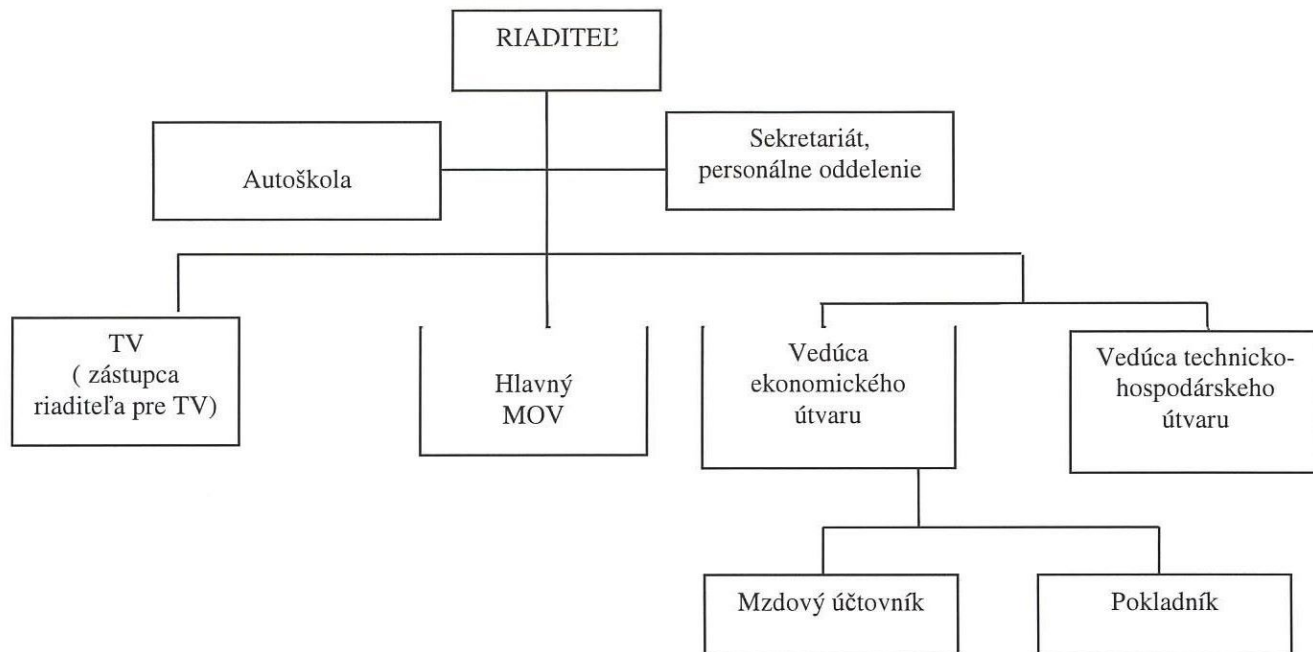 RIADITEĽ
Autoškola
Sekretariát,
personálne oddelenie
TV
( zástupca
riaditeľa pre TV)
Hlavný
MOV
Vedúca
ekonomického
útvaru
Vedúca technicko-
hospodárskeho
útvaru
Mzdový účtovník
Pokladník